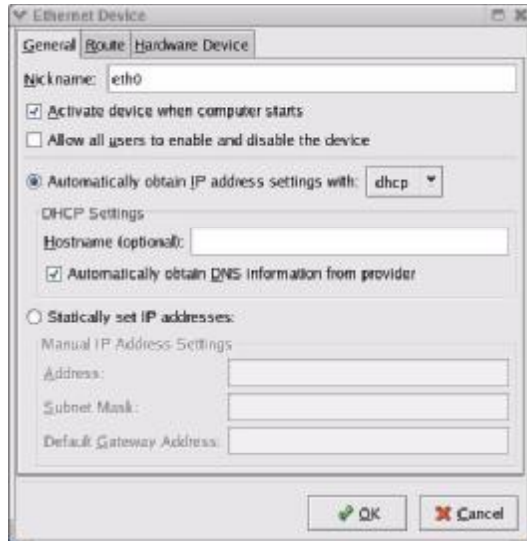 Ethernet Device
General Route Hardware Device
Nickname: eth0
Activate device when computer starts
Allow all users to enable and disable the device
Automatically obtain IP address settings with: dhcp
DHCP Settings
Hostname (optional):
Automatically obtain DNS information from provider
Statically set IP addresses:
Manual IP Address Settings
Address:
Subnet Mask:
Default Gateway Address:
OK Cancel